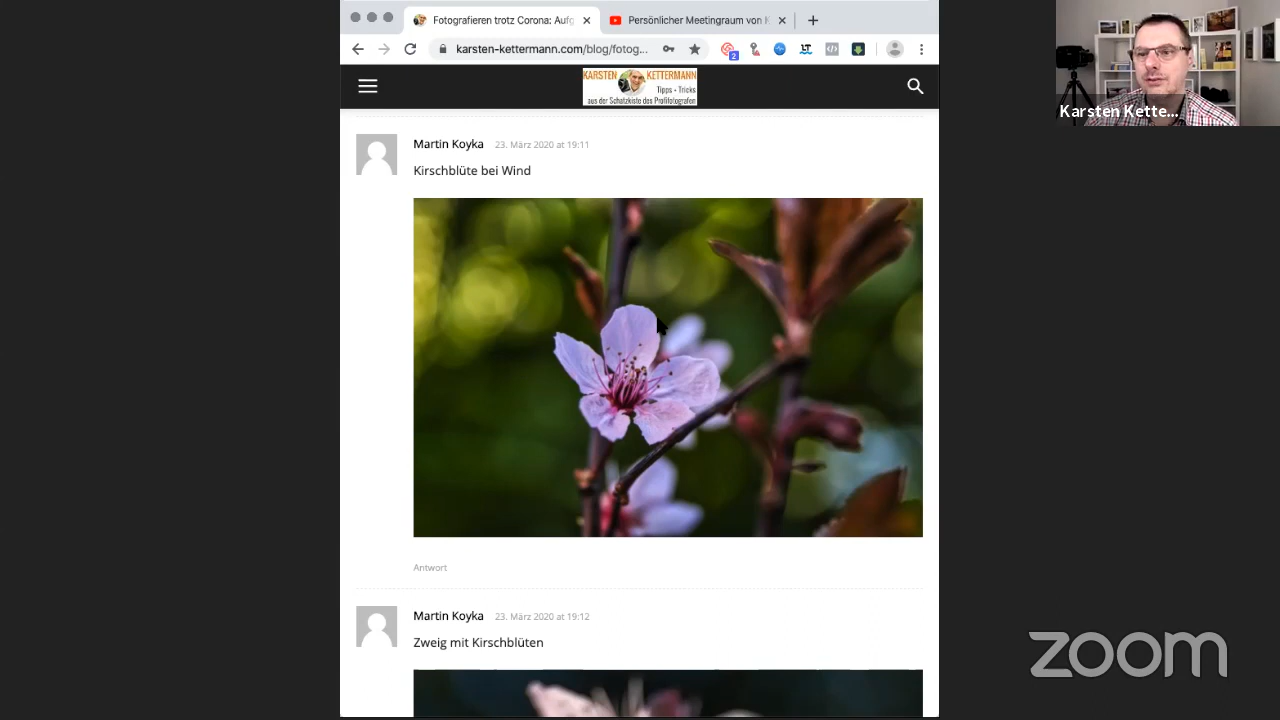 Fotografieren trotz Corona: Aufg
Persönlicher Meetingraum von K
karsten-kettermann.com/blog/fotog...
2
KARSTEN KETTERMANN
Tipps + Tricks
aus der Schatzkiste des Profifotografen
Karsten Kette...
Martin Koyka 23. März 2020 at 19:11
Kirschblüte bei Wind
Antwort
Martin Koyka 23. März 2020 at 19:12
Zweig mit Kirschblüten
zoom